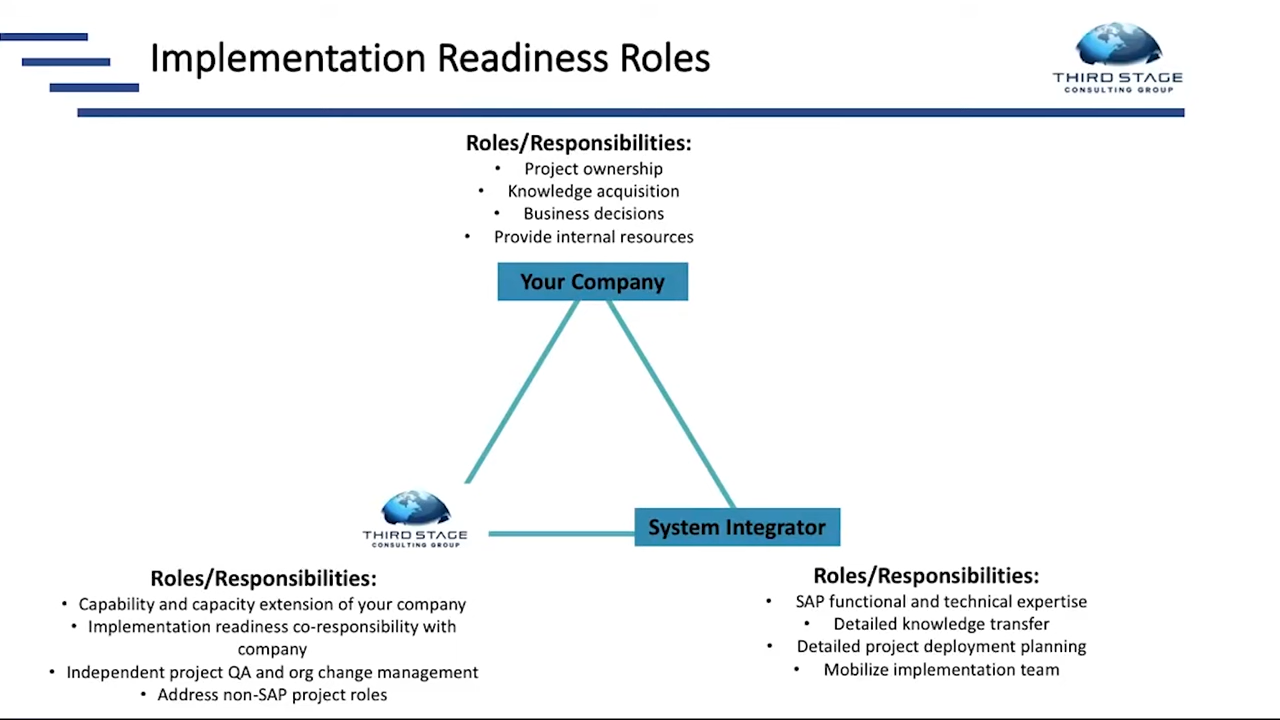 Implementation Readiness Roles
THIRD STAGE
CONSULTING GROUP
Roles/Responsibilities:
• Project ownership
• Knowledge acquisition
• Business decisions
• Provide internal resources
Your Company
THIRD STAGE
CONSULTING GROUP
System Integrator
Roles/Responsibilities:
• Capability and capacity extension of your company
• Implementation readiness co-responsibility with
company
• Independent project QA and org change management
• Address non-SAP project roles
Roles/Responsibilities:
• SAP functional and technical expertise
• Detailed knowledge transfer
• Detailed project deployment planning
• Mobilize implementation team